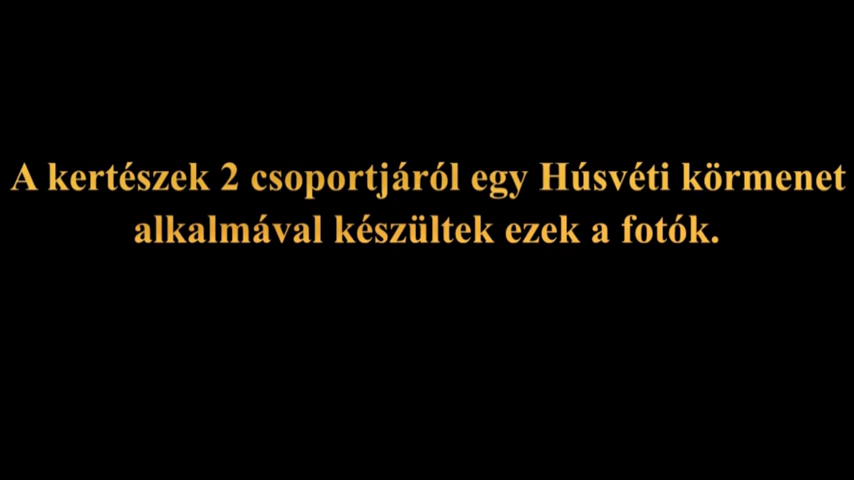 A kertészek 2 csoportjáról egy Húsvéti körmenet
alkalmával készültek ezek a fotók.